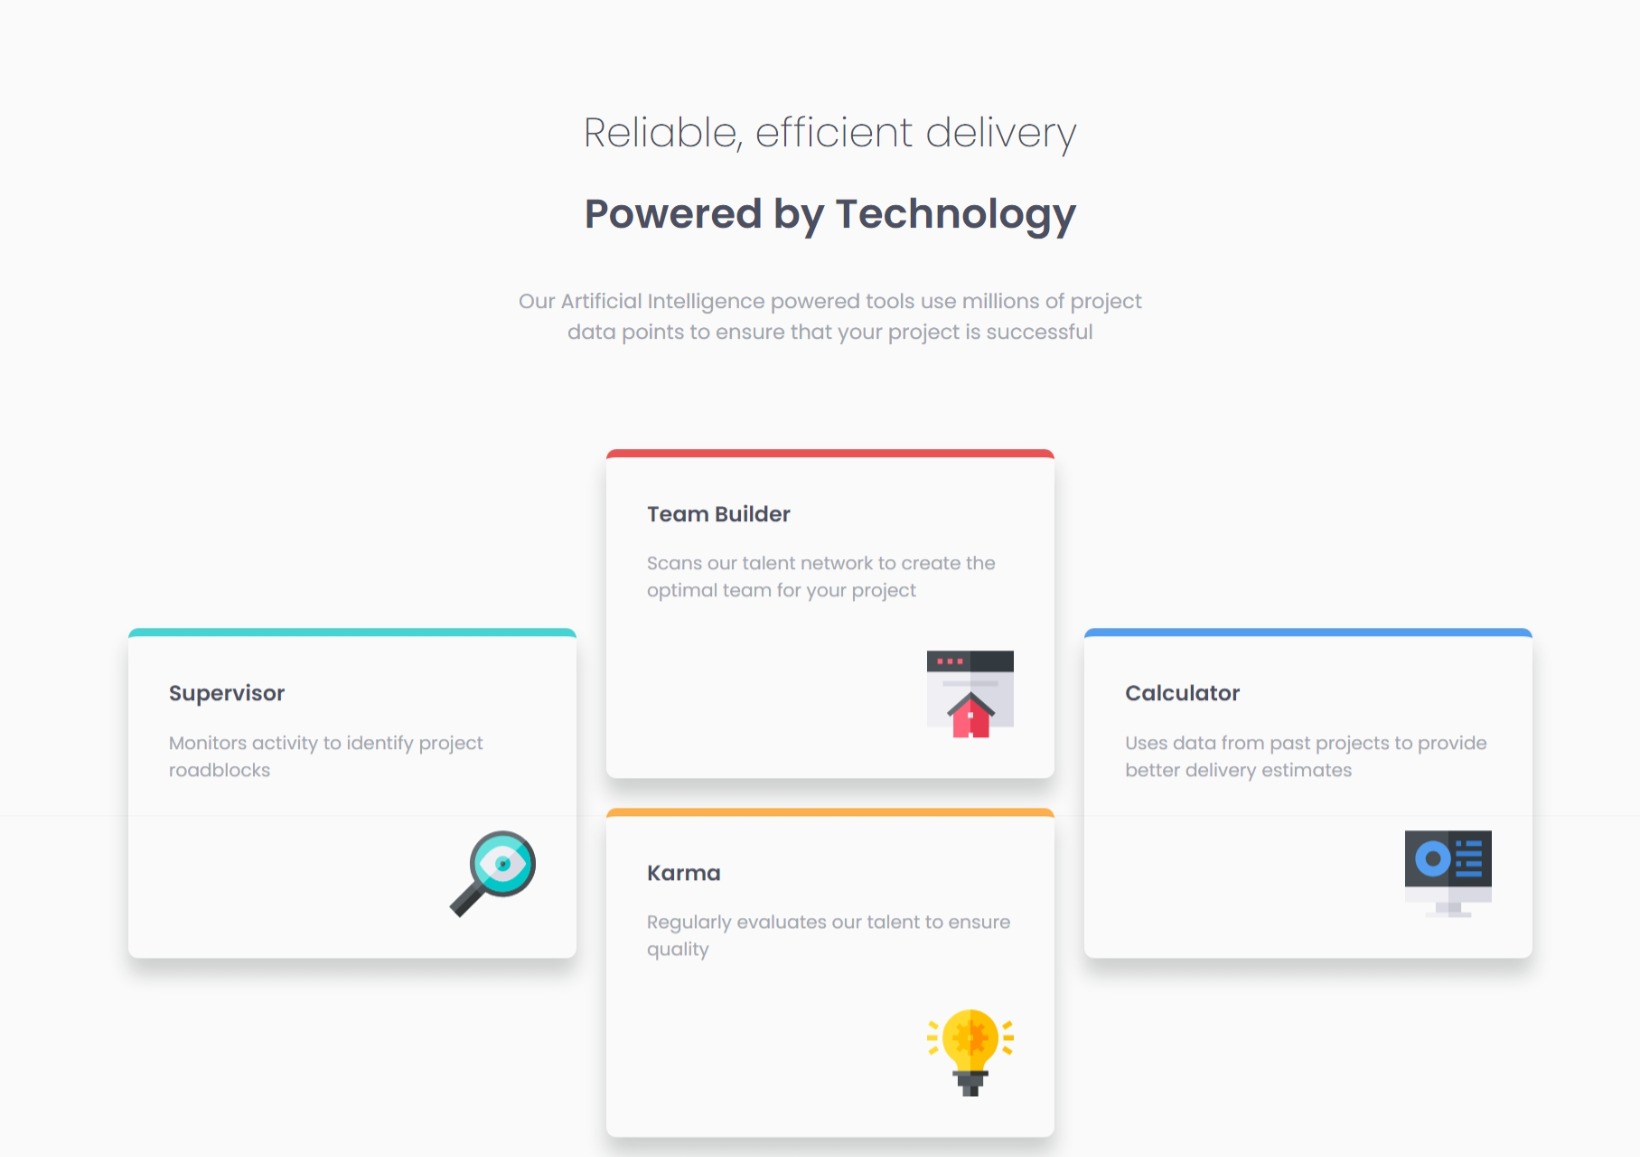 Reliable, efficient delivery
Powered by Technology
Our Artificial Intelligence powered tools use millions of project
data points to ensure that your project is successful
Team Builder
Scans our talent network to create the
optimal team for your project
Supervisor
Monitors activity to identify project
roadblocks
Calculator
Uses data from past projects to provide
better delivery estimates
Karma
Regularly evaluates our talent to ensure
quality